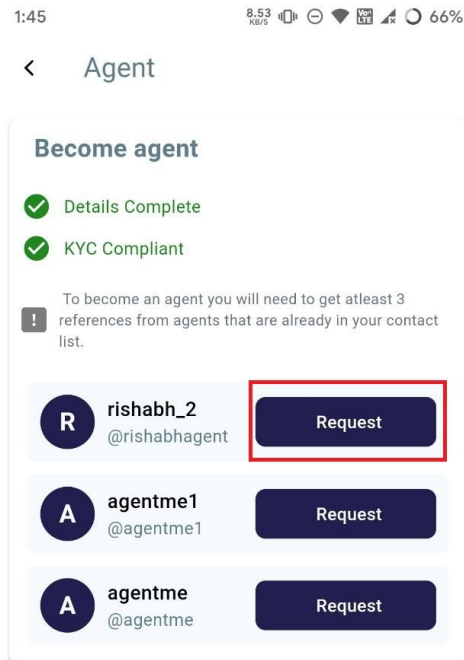 1:45 8.53 KB/S Vo LTE 66%
Agent
Become agent
Details Complete
KYC Compliant
To become an agent you will need to get atleast 3
! references from agents that are already in your contact
list.
R rishabh_2 Request
@rishabhagent
A agentme1 Request
@agentme1
A agentme Request
@agentme